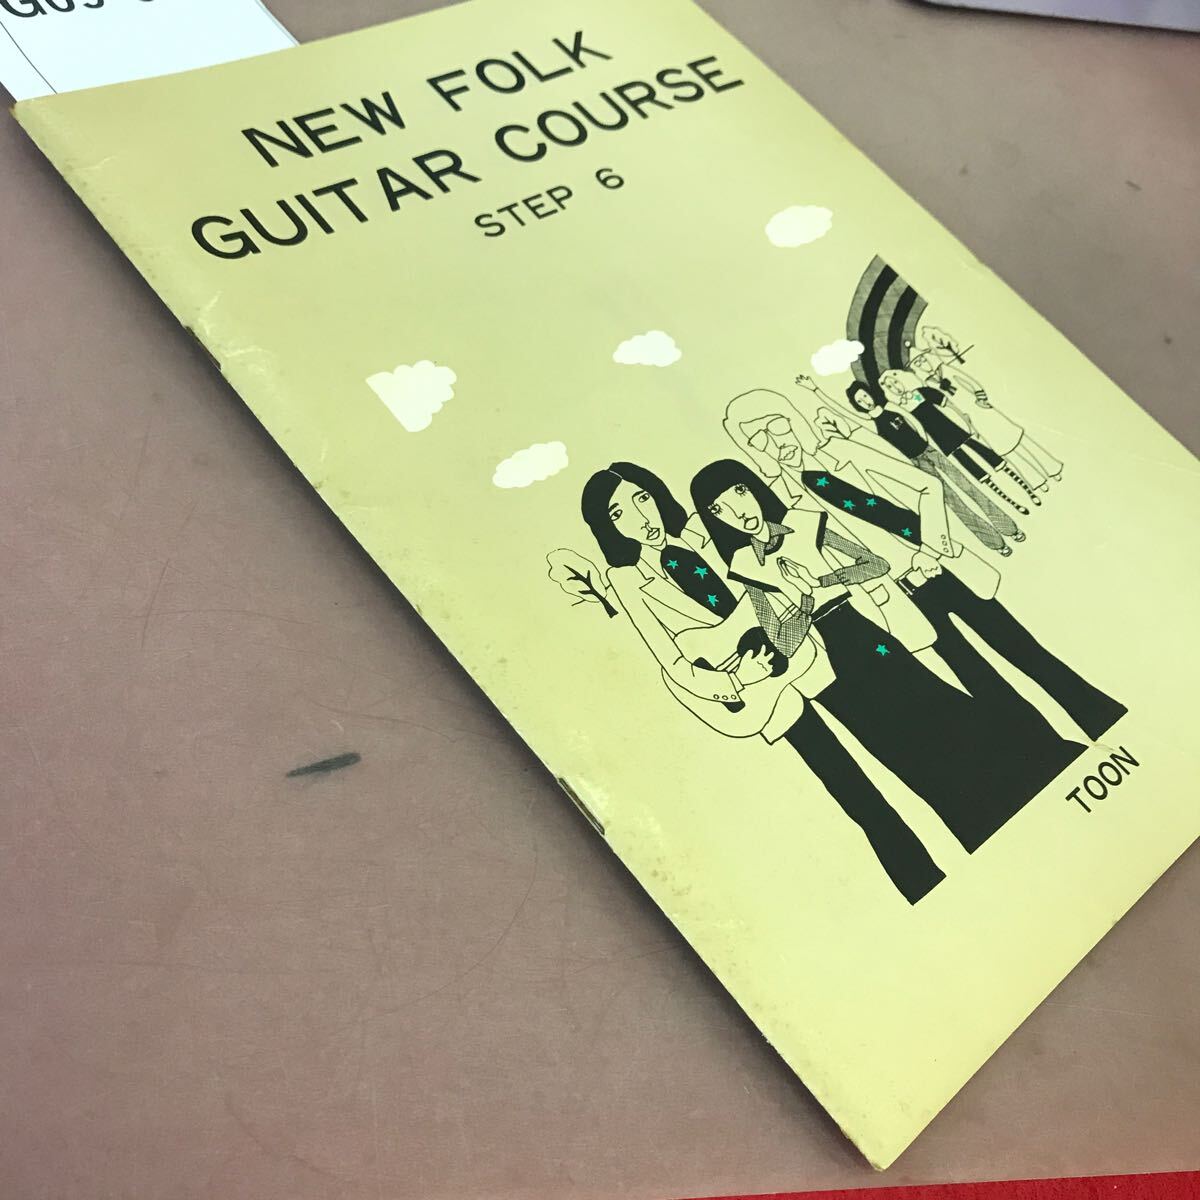 NEW FOLK
GUITAR COURSE
STEP 6
TOON